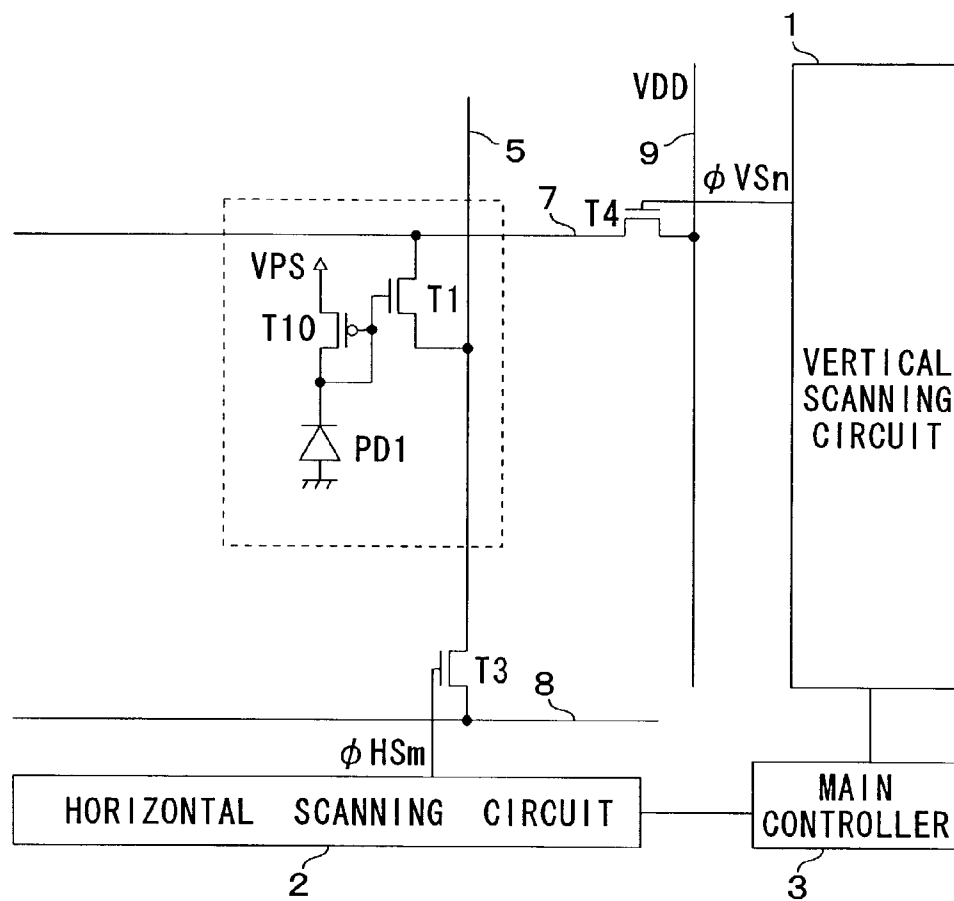 1
VDD
5
9
φVSn
7
T4
VPS
T1
T10
VERTICAL
SCANNING
CIRCUIT
PD1
T3
8
φHSm
HORIZONTAL SCANNING CIRCUIT
MAIN
CONTROLLER
2
3